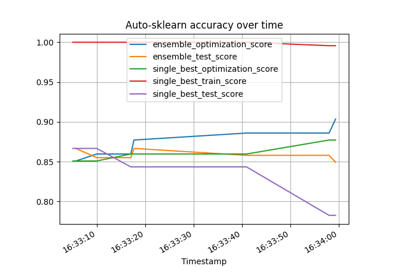 Auto-sklearn accuracy over time
1.00
0.95
0.90
0.85
0.80
ensemble_optimization_score
ensemble_test_score
single_best_optimization_score
single_best_train_score
single_best_test_score
16:33:10
16:33:20
16:33:30
16:33:40
16:33:50
16:34:00
Timestamp